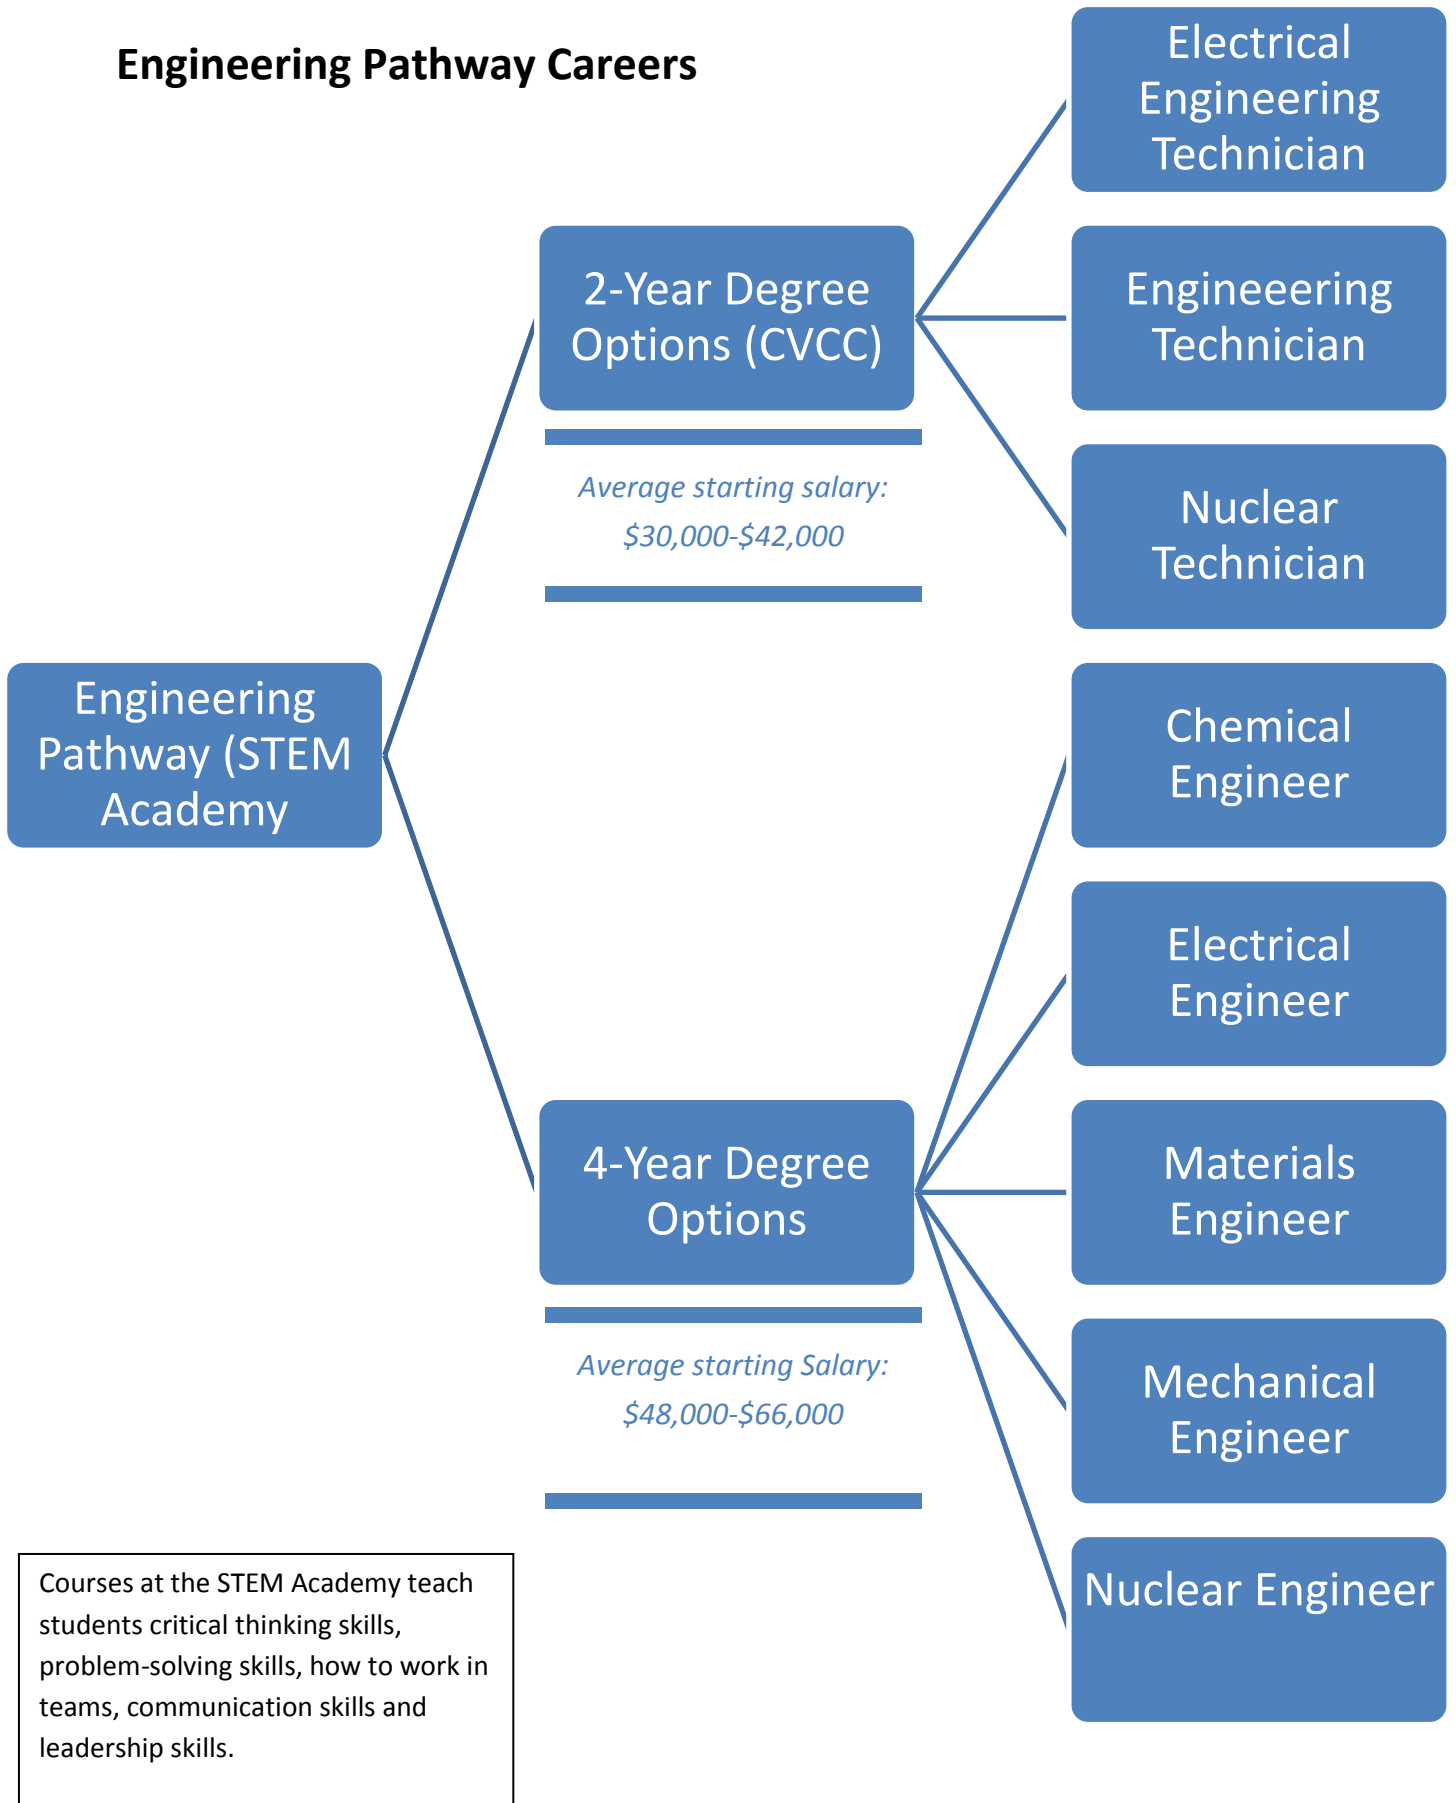 Engineering Pathway Careers
Electrical
Engineering
Technician
2-Year Degree
Options (CVCC)
Engineeering
Technician
Average starting salary:
$30,000-$42,000
Nuclear
Technician
Engineering
Pathway (STEM
Academy
Chemical
Engineer
Electrical
Engineer
4-Year Degree
Options
Materials
Engineer
Average starting Salary:
$48,000-$66,000
Mechanical
Engineer
Nuclear Engineer
Courses at the STEM Academy teach
students critical thinking skills,
problem-solving skills, how to work in
teams, communication skills and
leadership skills.